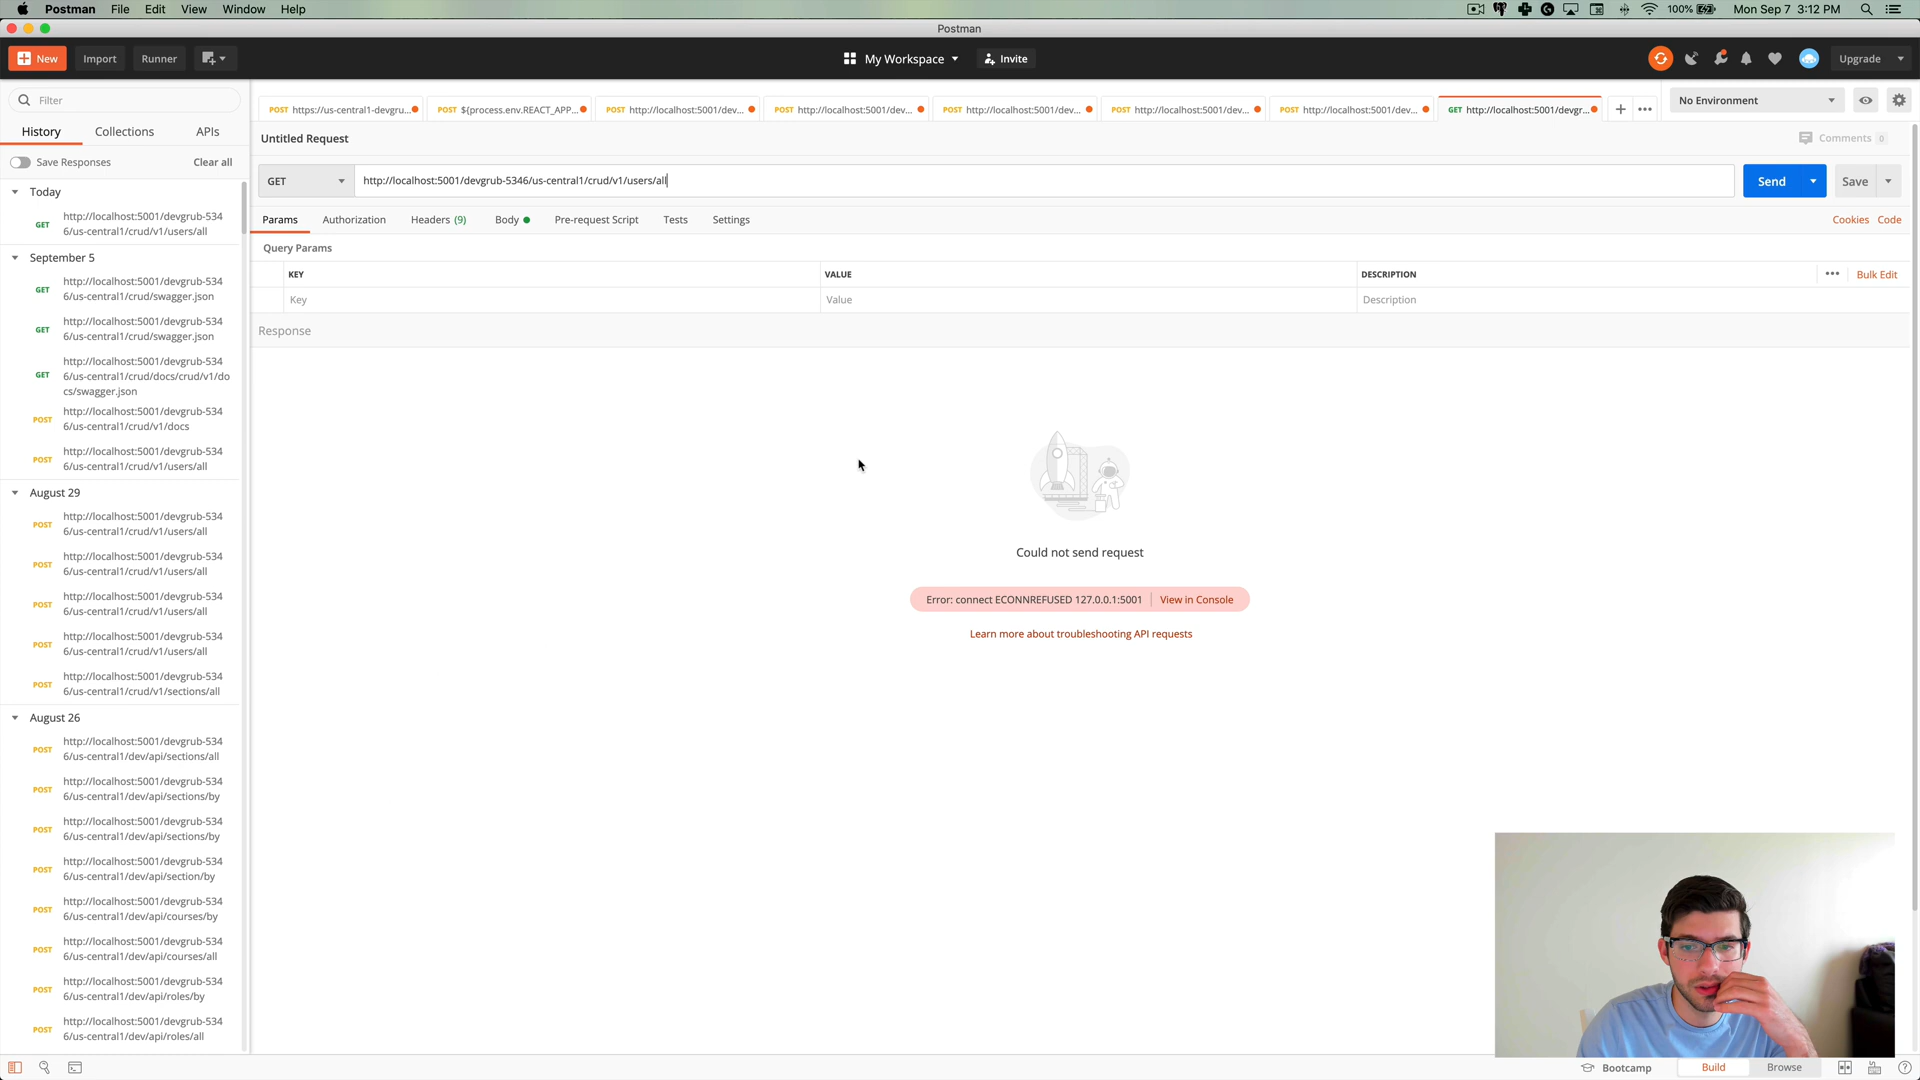 Postman File Edit View Window Help 100% Mon Sep 7 3:12 PM
Postman
New Import Runner My Workspace Invite Upgrade
Filter
History Collections APIs
Save Responses Clear all
Today
GET http://localhost:5001/devgrub-534
6/us-central1/crud/v1/users/all
September 5
GET http://localhost:5001/devgrub-534
6/us-central1/crud/swagger.json
GET http://localhost:5001/devgrub-534
6/us-central1/crud/swagger.json
GET http://localhost:5001/devgrub-534
6/us-central1/crud/docs/crud/v1/do
cs/swagger.json
POST http://localhost:5001/devgrub-534
6/us-central1/crud/v1/docs
POST http://localhost:5001/devgrub-534
6/us-central1/crud/v1/users/all
August 29
POST http://localhost:5001/devgrub-534
6/us-central1/crud/v1/users/all
POST http://localhost:5001/devgrub-534
6/us-central1/crud/v1/users/all
POST http://localhost:5001/devgrub-534
6/us-central1/crud/v1/users/all
POST http://localhost:5001/devgrub-534
6/us-central1/crud/v1/users/all
POST http://localhost:5001/devgrub-534
6/us-central1/crud/v1/sections/all
August 26
POST http://localhost:5001/devgrub-534
6/us-central1/dev/api/sections/all
POST http://localhost:5001/devgrub-534
6/us-central1/dev/api/sections/by
POST http://localhost:5001/devgrub-534
6/us-central1/dev/api/sections/by
POST http://localhost:5001/devgrub-534
6/us-central1/dev/api/section/by
POST http://localhost:5001/devgrub-534
6/us-central1/dev/api/courses/by
POST http://localhost:5001/devgrub-534
6/us-central1/dev/api/courses/all
POST http://localhost:5001/devgrub-534
6/us-central1/dev/api/roles/by
POST http://localhost:5001/devgrub-534
6/us-central1/dev/api/roles/all
POST https://us-central1-devgru... POST ${process.env.REACT_APP... POST http://localhost:5001/dev... POST http://localhost:5001/dev... POST http://localhost:5001/dev... POST http://localhost:5001/dev... POST http://localhost:5001/dev... GET http://localhost:5001/devgr... No Environment
Untitled Request Comments 0
GET http://localhost:5001/devgrub-5346/us-central1/crud/v1/users/all Send Save
Params Authorization Headers (9) Body Pre-request Script Tests Settings Cookies Code
Query Params
KEY VALUE DESCRIPTION Bulk Edit
Key Value Description
Response
Could not send request
Error: connect ECONNREFUSED 127.0.0.1:5001 View in Console
Learn more about troubleshooting API requests
Bootcamp Build Browse